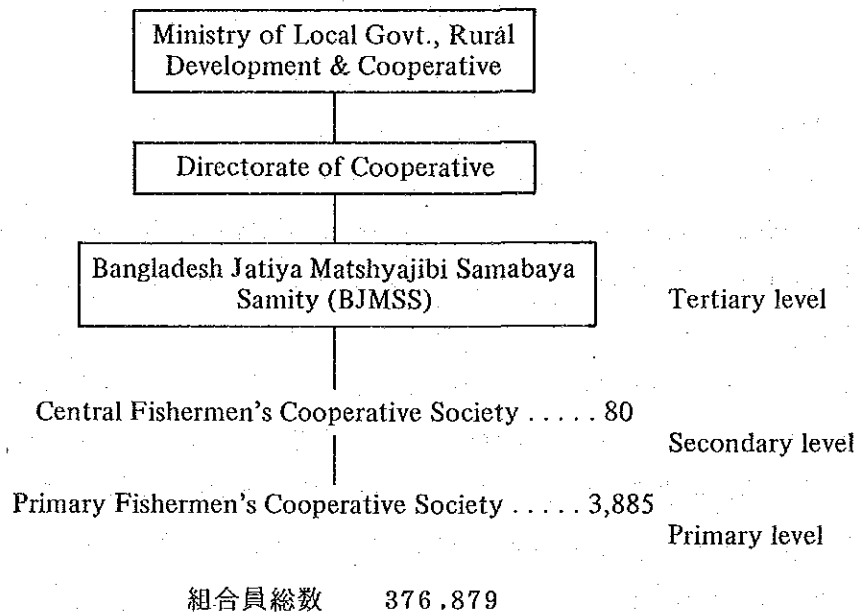 Ministry of Local Govt., Rural
Development & Cooperative
Directorate of Cooperative
Bangladesh Jatiya Matshyajibi Samabaya
Samity (BJMSS)
Tertiary level
Central Fishermen's Cooperative Society ..... 80
Secondary level
Primary Fishermen's Cooperative Society ..... 3,885
Primary level
組合員総数 376,879